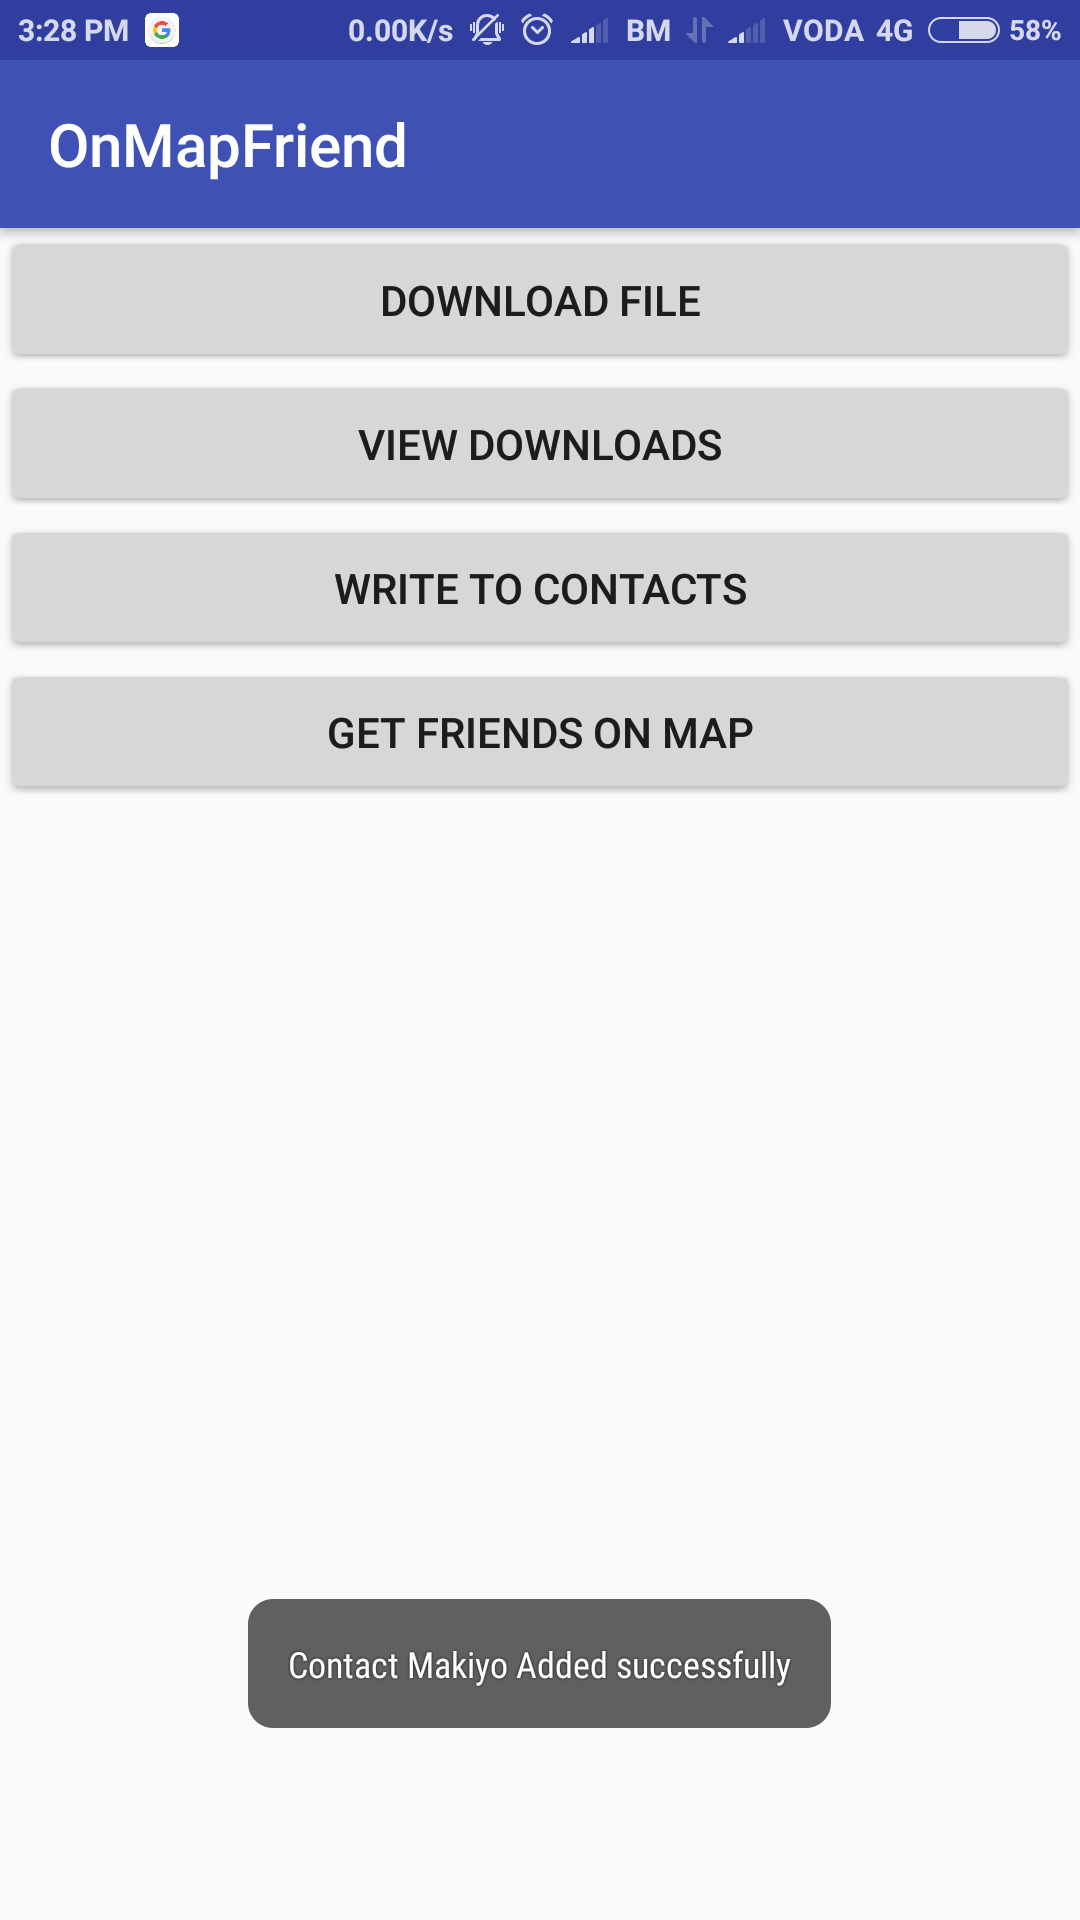 3:28 PM 0.00K/s BM VODA 4G 58%
OnMapFriend
DOWNLOAD FILE
VIEW DOWNLOADS
WRITE TO CONTACTS
GET FRIENDS ON MAP
Contact Makiyo Added successfully